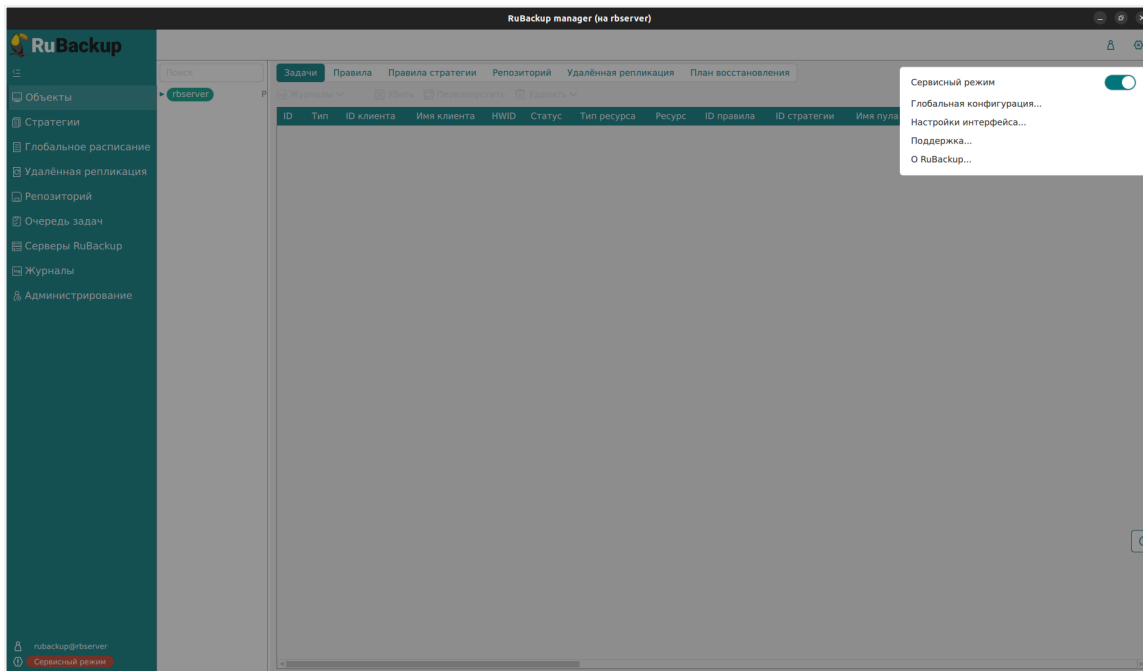 RuBackup manager (на rbserver)
RuBackup
Поиск
Задачи Правила Правила стратегии Репозиторий Удалённая репликация План восстановления
rbserver Р
Журналы Убить Перезапустить Удалить
ID Тип ID клиента Имя клиента HWID Статус Тип ресурса Ресурс ID правила ID стратегии Имя пула
Объекты
Стратегии
Глобальное расписание
Удалённая репликация
Репозиторий
Очередь задач
Серверы RuBackup
Журналы
Администрирование
Сервисный режим
Глобальная конфигурация...
Настройки интерфейса...
Поддержка...
О RuBackup...
rubackup@rbserver
Сервисный режим